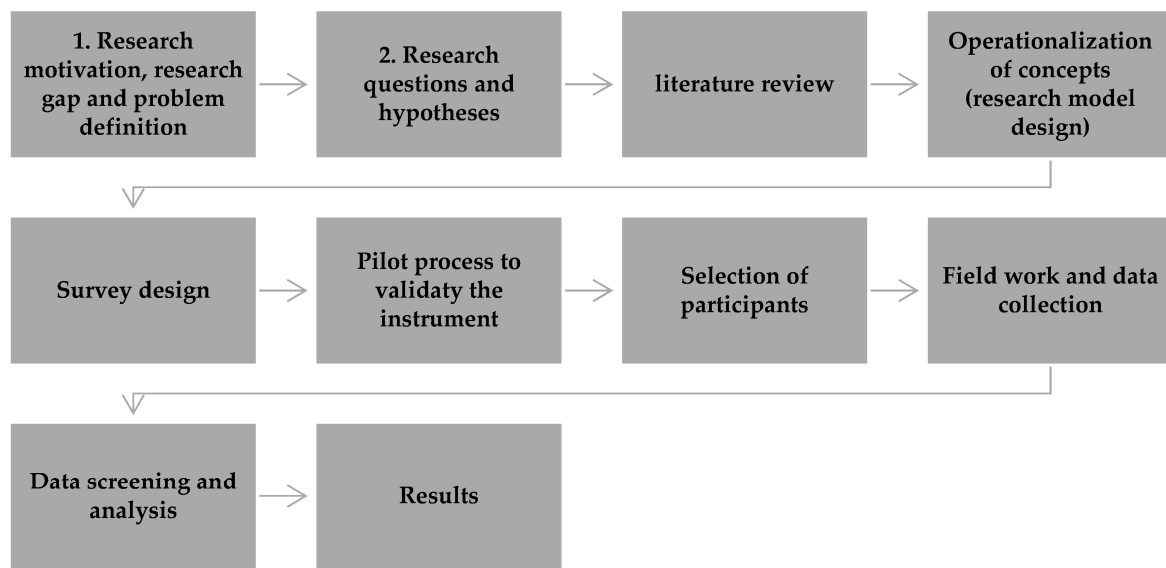 1. Research
motivation, research
gap and problem
definition
2. Research
questions and
hypotheses
literature review
Operationalization
of concepts
(research model
design)
Survey design
Pilot process to
validaty the
instrument
Selection of
participants
Field work and data
collection
Data screening and
analysis
Results